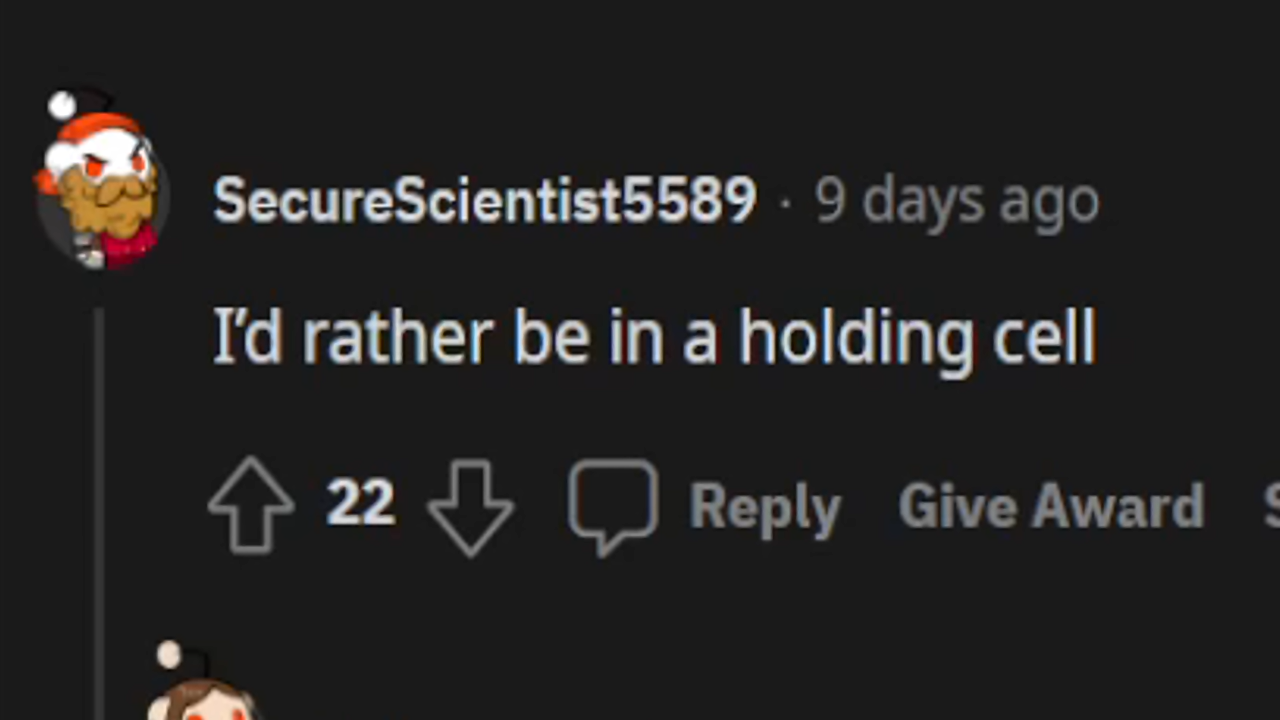 SecureScientist5589 · 9 days ago
I'd rather be in a holding cell
22 Reply Give Award